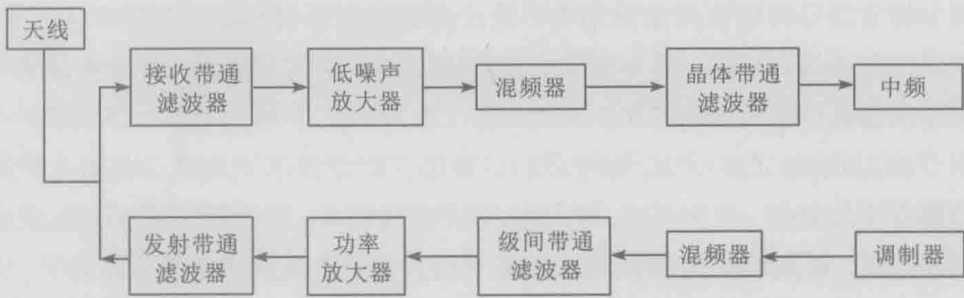 天线
接收带通
滤波器
低噪声
放大器
混频器
晶体带通
滤波器
中频
发射带通
滤波器
功率
放大器
级间带通
滤波器
混频器
调制器